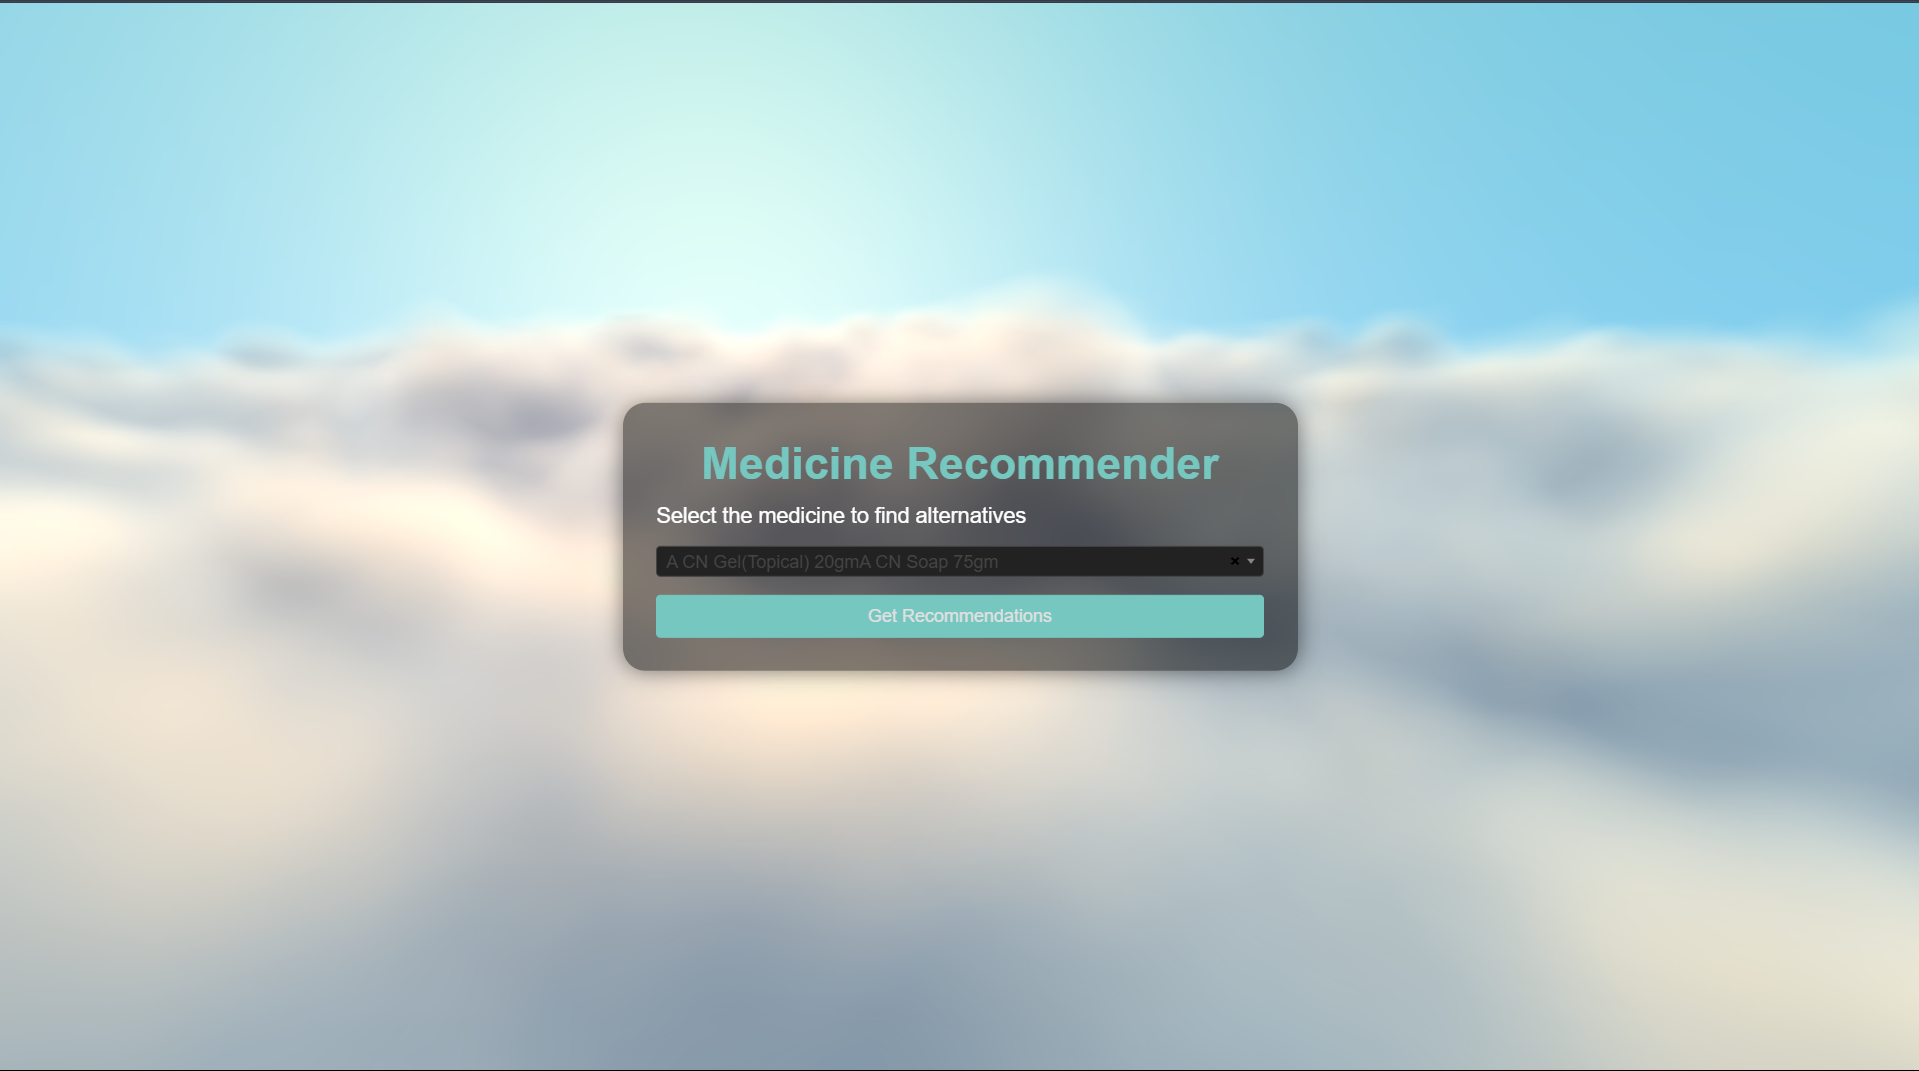 Medicine Recommender
Select the medicine to find alternatives
A CN Gel(Topical) 20gmA CN Soap 75gm
Get Recommendations